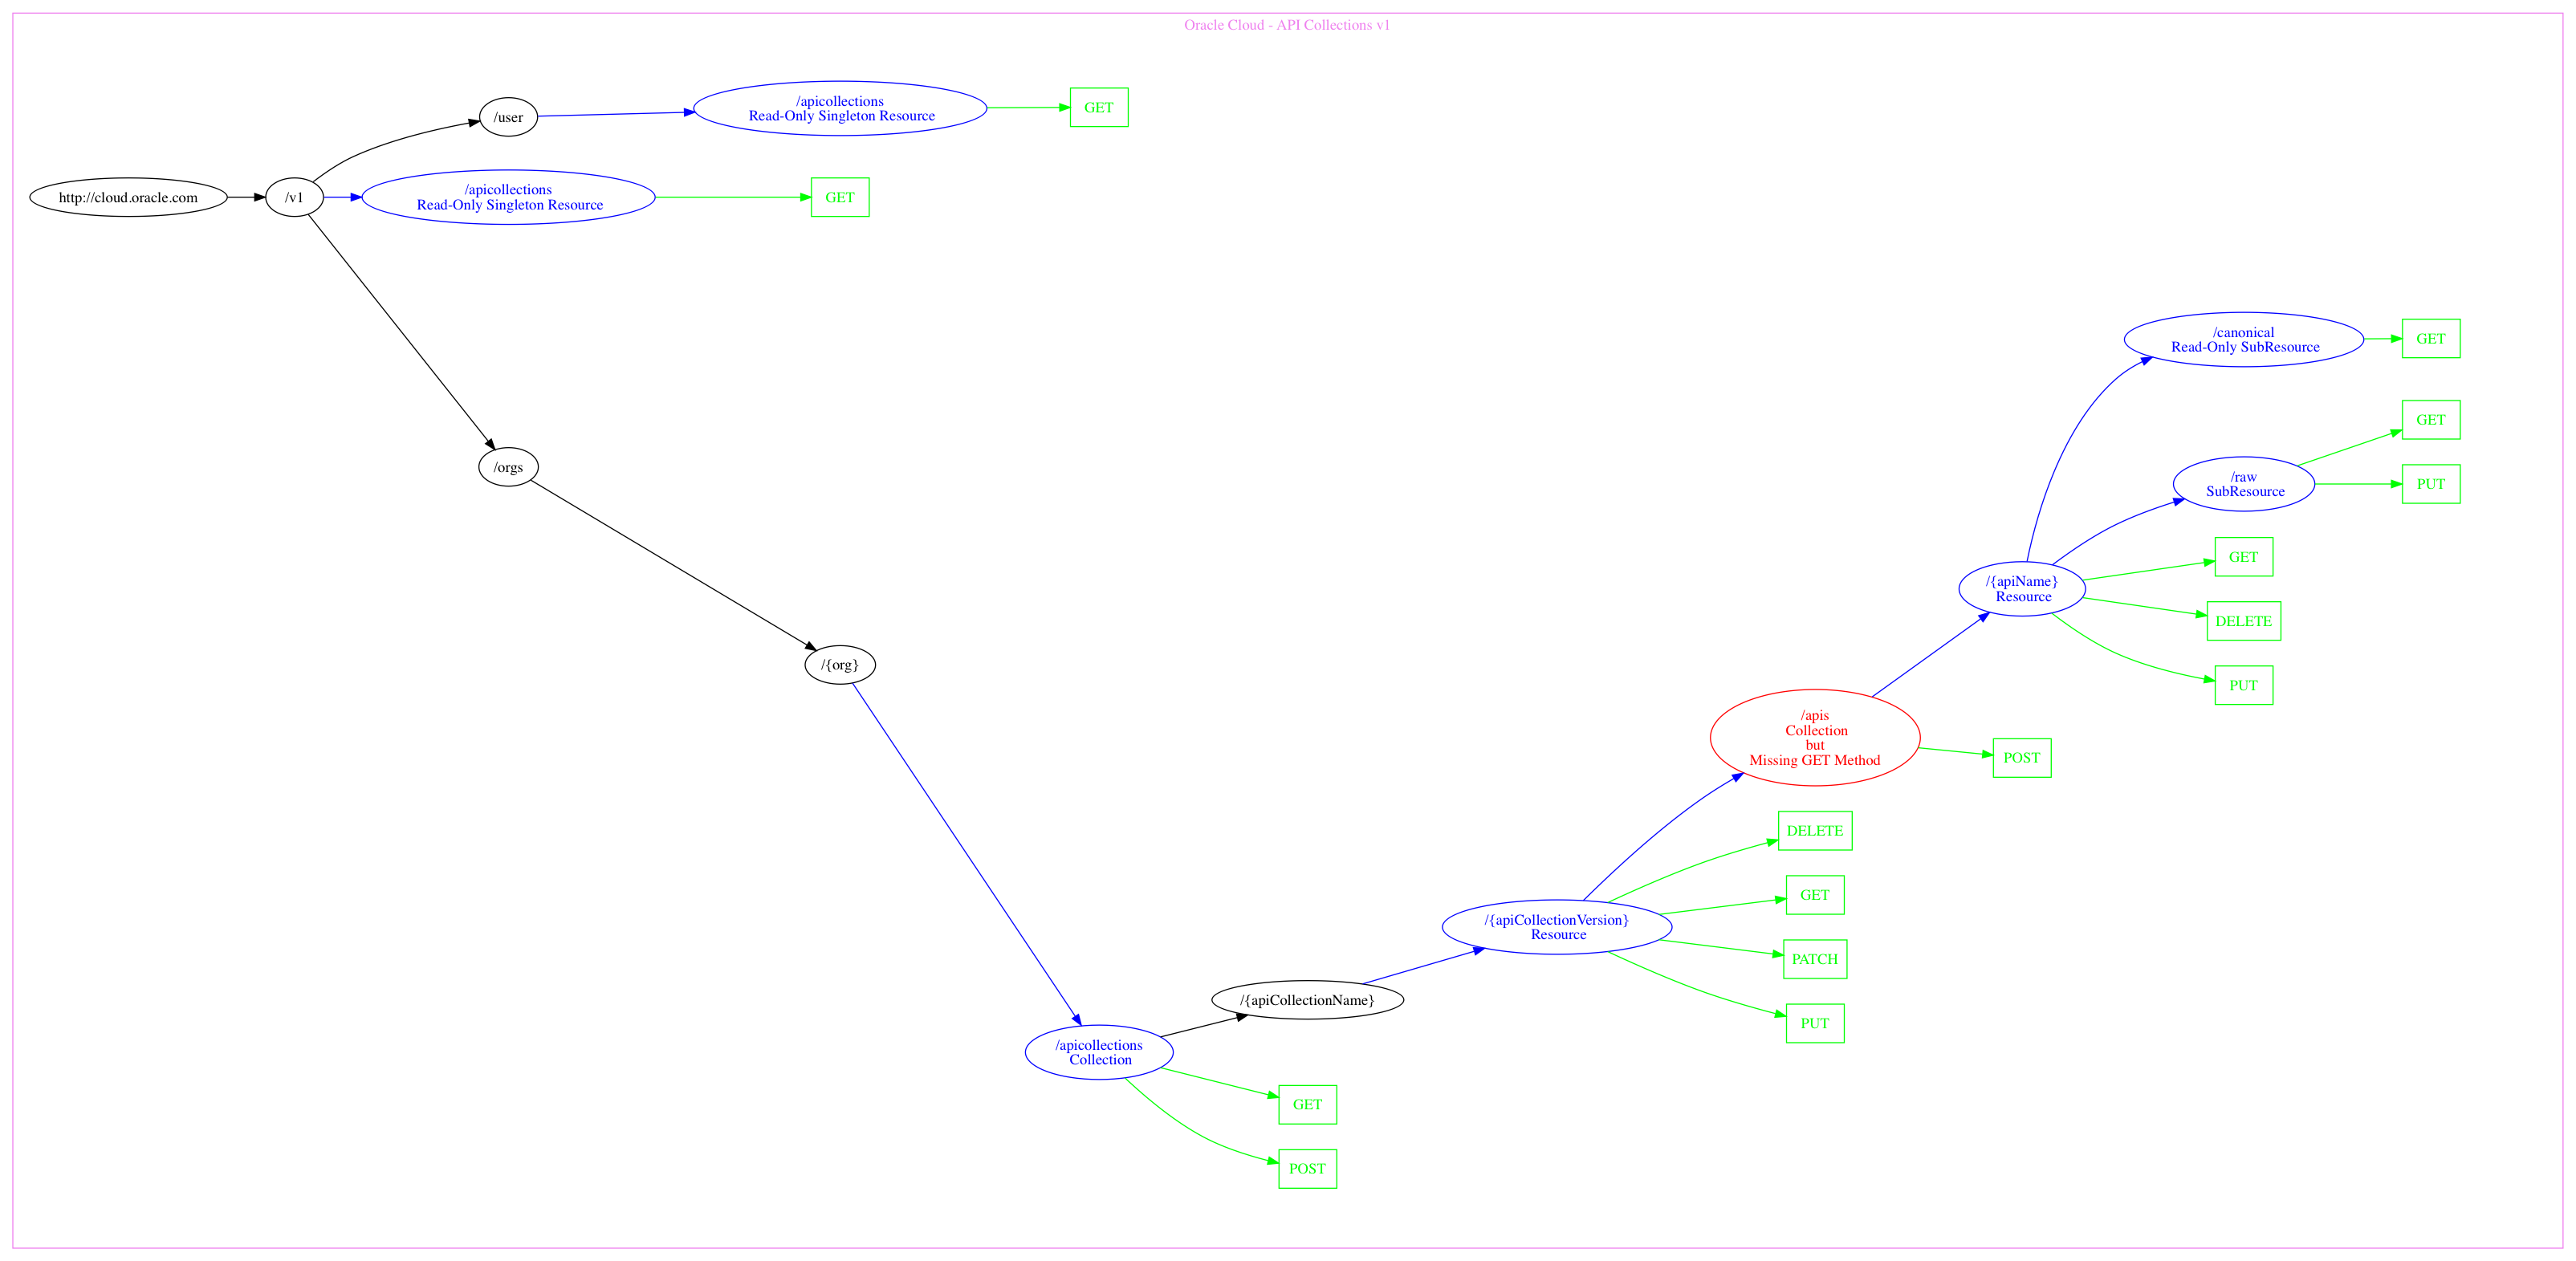 Oracle Cloud - API Collections v1
/apicollections
Read-Only Singleton Resource
GET
/user
/apicollections
Read-Only Singleton Resource
GET
http://cloud.oracle.com
/v1
/canonical
Read-Only SubResource
GET
GET
/orgs
/raw
SubResource
PUT
GET
/{apiName}
Resource
DELETE
/{org}
PUT
/apis
Collection
but
Missing GET Method
POST
DELETE
GET
/{apiCollectionVersion}
Resource
PATCH
/{apiCollectionName}
PUT
/apicollections
Collection
GET
POST